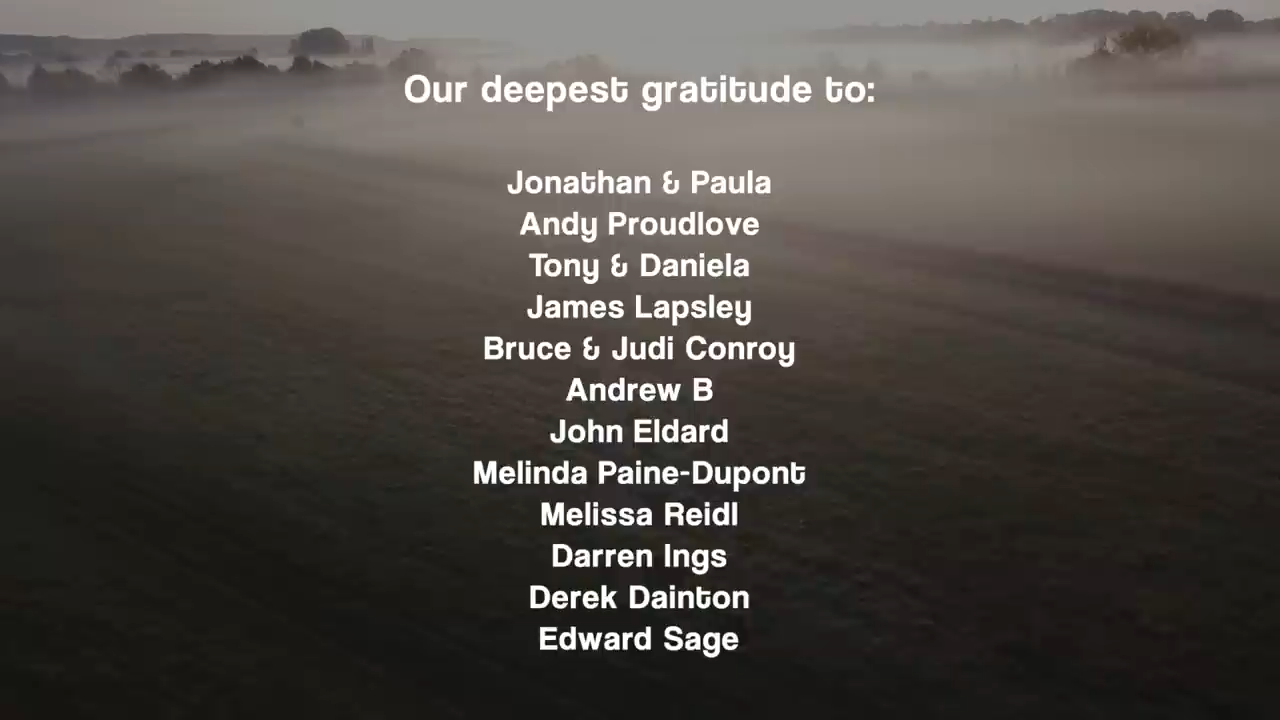 Our deepest gratitude to:
Jonathan & Paula
Andy Proudlove
Tony & Daniela
James Lapsley
Bruce & Judi Conroy
Andrew B
John Eldard
Melinda Paine-Dupont
Melissa Reidl
Darren Ings
Derek Dainton
Edward Sage